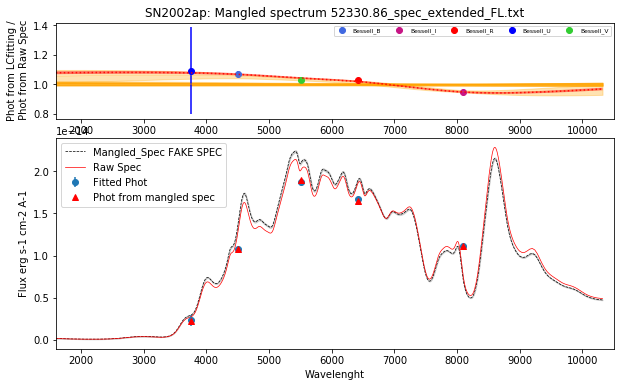 SN2002ap: Mangled spectrum 52330.86_spec_extended_FL.txt
Phot from LCfitting /
Phot from Raw Spec
1.4
1.2
1.0
0.8
Bessell_B
Bessell_I
Bessell_R
Bessell_U
Bessell_V
2000 3000 4000 5000 6000 7000 8000 9000 10000
1e-14
Flux erg s-1 cm-2 A-1
2.0
1.5
1.0
0.5
0.0
Mangled_Spec FAKE SPEC
Raw Spec
Fitted Phot
Phot from mangled spec
2000 3000 4000 5000 6000 7000 8000 9000 10000
Wavelenght